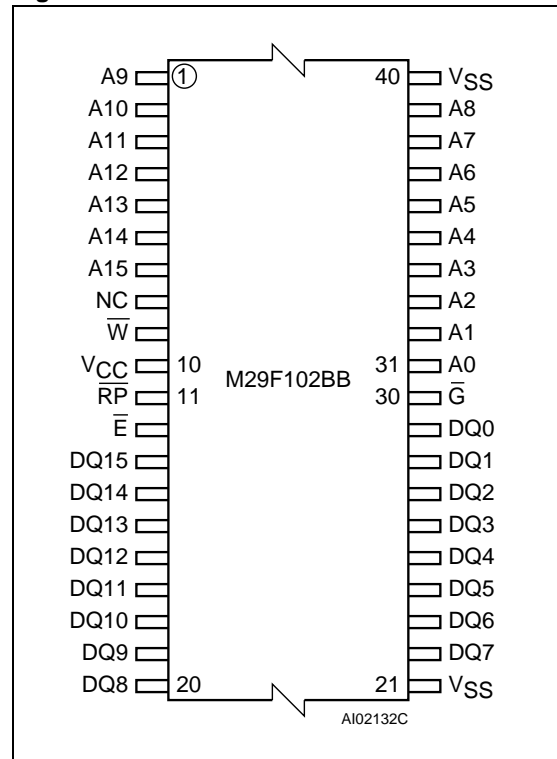 A9 ① 40 VSS
A10 A8
A11 A7
A12 A6
A13 A5
A14 A4
A15 A3
NC A2
W̅ A1
VCC 10 31 A0
M29F102BB
R̅P̅ 11 30 G̅
E̅ DQ0
DQ15 DQ1
DQ14 DQ2
DQ13 DQ3
DQ12 DQ4
DQ11 DQ5
DQ10 DQ6
DQ9 DQ7
DQ8 20 21 VSS
AI02132C